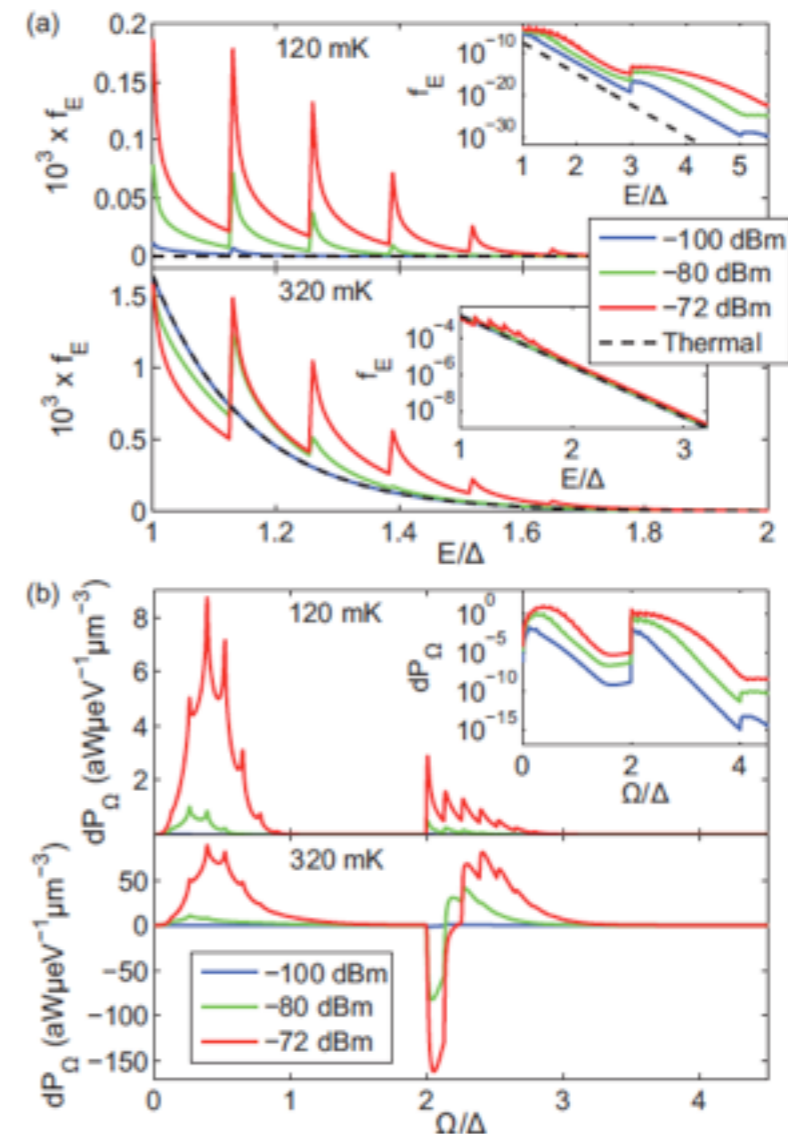 (a)
0.2
0.15
0.1
0.05
0
10³ x f_E
120 mK
10⁻¹⁰
10⁻²⁰
10⁻³⁰
f_E
1 2 3 4 5
E/Δ
−100 dBm
−80 dBm
−72 dBm
Thermal
1.5
1
0.5
0
10³ x f_E
320 mK
10⁻⁴
10⁻⁶
10⁻⁸
f_E
1 2 3
E/Δ
1 1.2 1.4 1.6 1.8 2
E/Δ
(b)
8
6
4
2
dP_Ω (aWμeV⁻¹μm⁻³)
120 mK
10⁰
10⁻⁵
10⁻¹⁰
10⁻¹⁵
dP_Ω
0 2 4
Ω/Δ
50
0
−50
−100
−150
dP_Ω (aWμeV⁻¹μm⁻³)
320 mK
−100 dBm
−80 dBm
−72 dBm
0 1 2 3 4
Ω/Δ